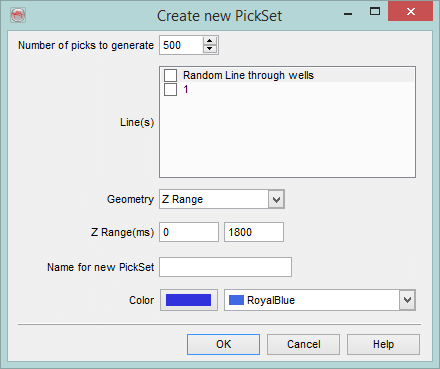 Create new PickSet
Number of picks to generate 500
Random Line through wells
1
Line(s)
Geometry Z Range
Z Range(ms) 0 1800
Name for new PickSet
Color RoyalBlue
OK Cancel Help